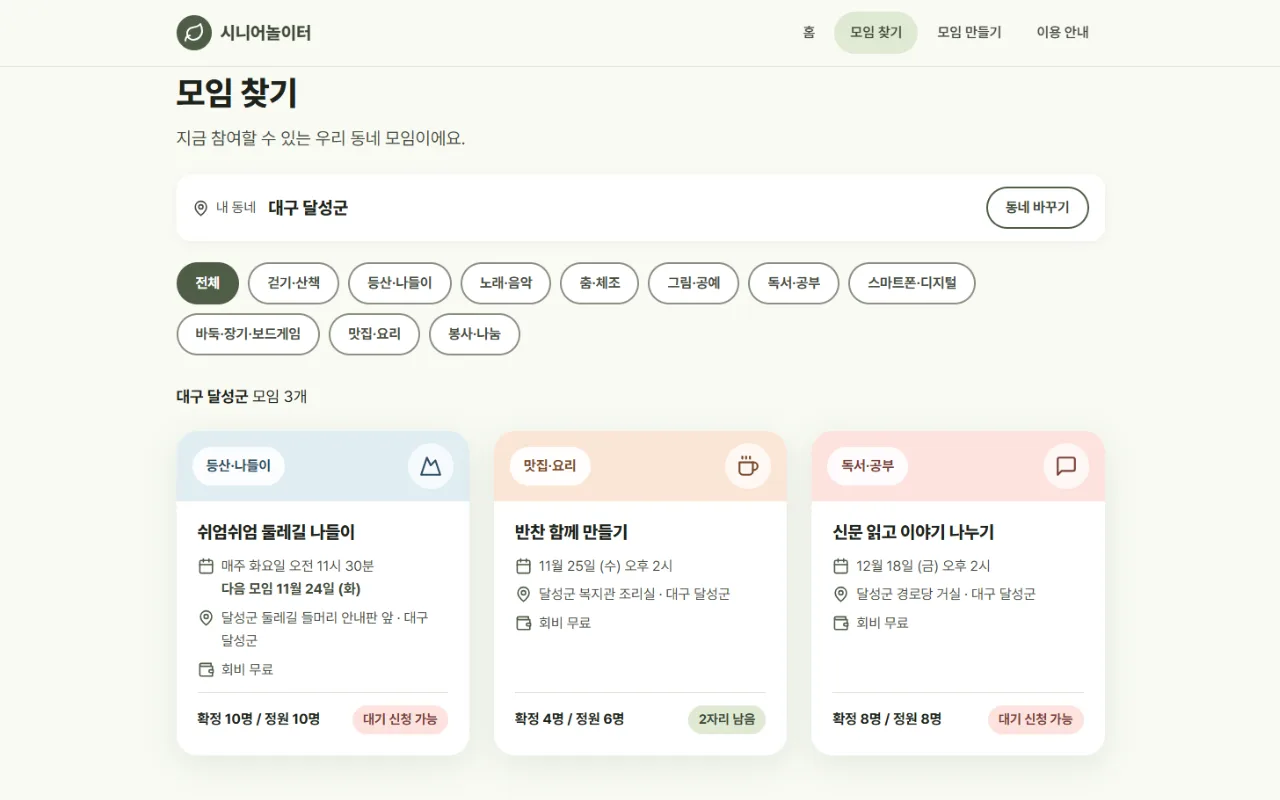 시니어놀이터
홈
모임 찾기
모임 만들기
이용 안내
모임 찾기
지금 참여할 수 있는 우리 동네 모임이에요.
내 동네 대구 달성군
동네 바꾸기
전체
걷기·산책
등산·나들이
노래·음악
춤·체조
그림·공예
독서·공부
스마트폰·디지털
바둑·장기·보드게임
맛집·요리
봉사·나눔
대구 달성군 모임 3개
등산·나들이
쉬엄쉬엄 둘레길 나들이
매주 화요일 오전 11시 30분
다음 모임 11월 24일 (화)
달성군 둘레길 들머리 안내판 앞 · 대구
달성군
회비 무료
확정 10명 / 정원 10명
대기 신청 가능
맛집·요리
반찬 함께 만들기
11월 25일 (수) 오후 2시
달성군 복지관 조리실 · 대구 달성군
회비 무료
확정 4명 / 정원 6명
2자리 남음
독서·공부
신문 읽고 이야기 나누기
12월 18일 (금) 오후 2시
달성군 경로당 거실 · 대구 달성군
회비 무료
확정 8명 / 정원 8명
대기 신청 가능